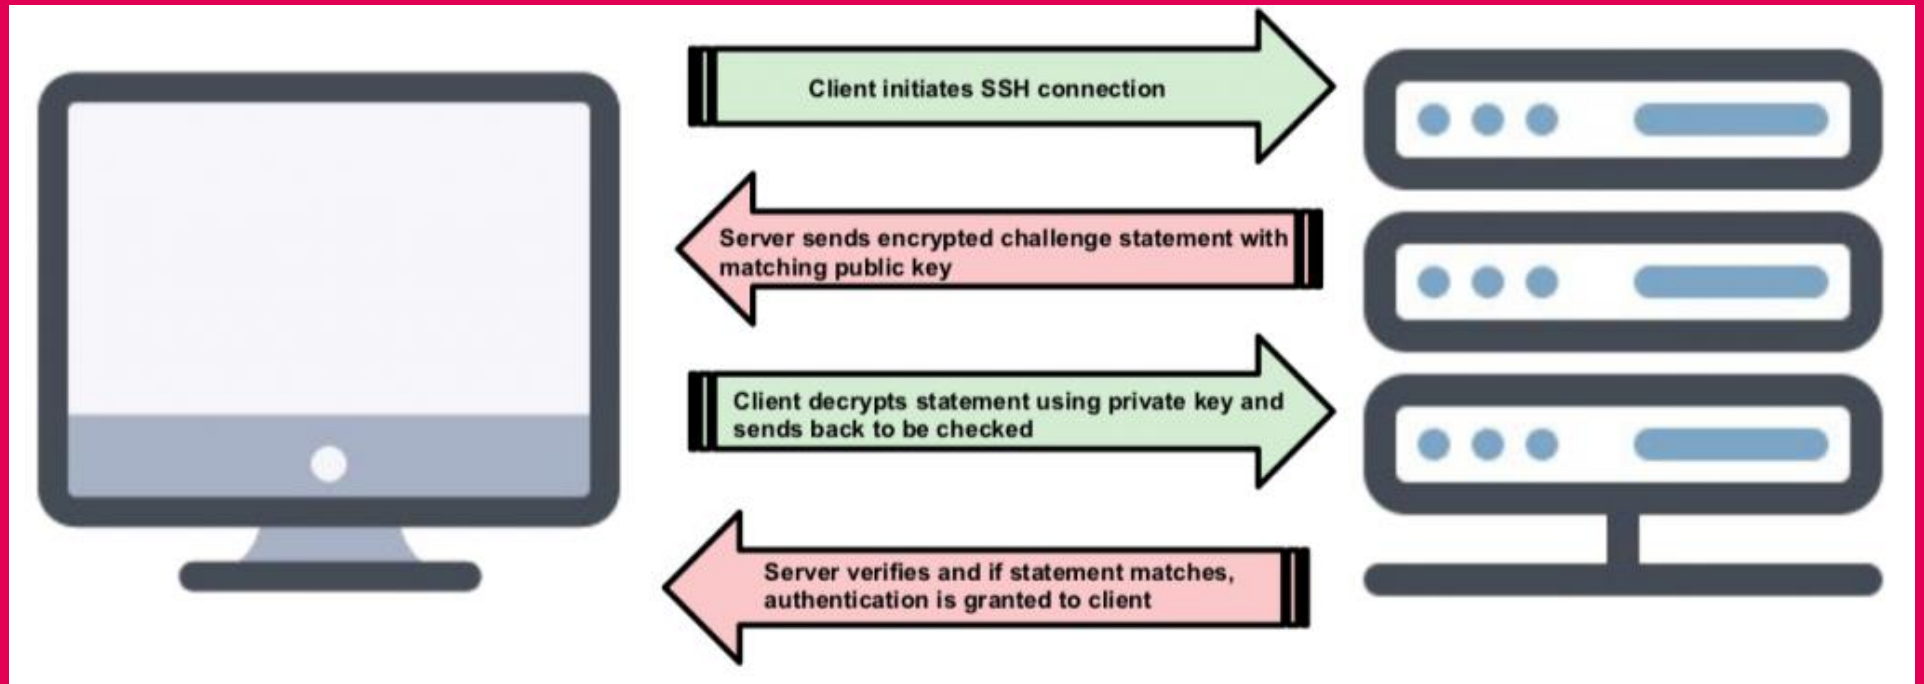 Client initiates SSH connection
Server sends encrypted challenge statement with
matching public key
Client decrypts statement using private key and
sends back to be checked
Server verifies and if statement matches,
authentication is granted to client